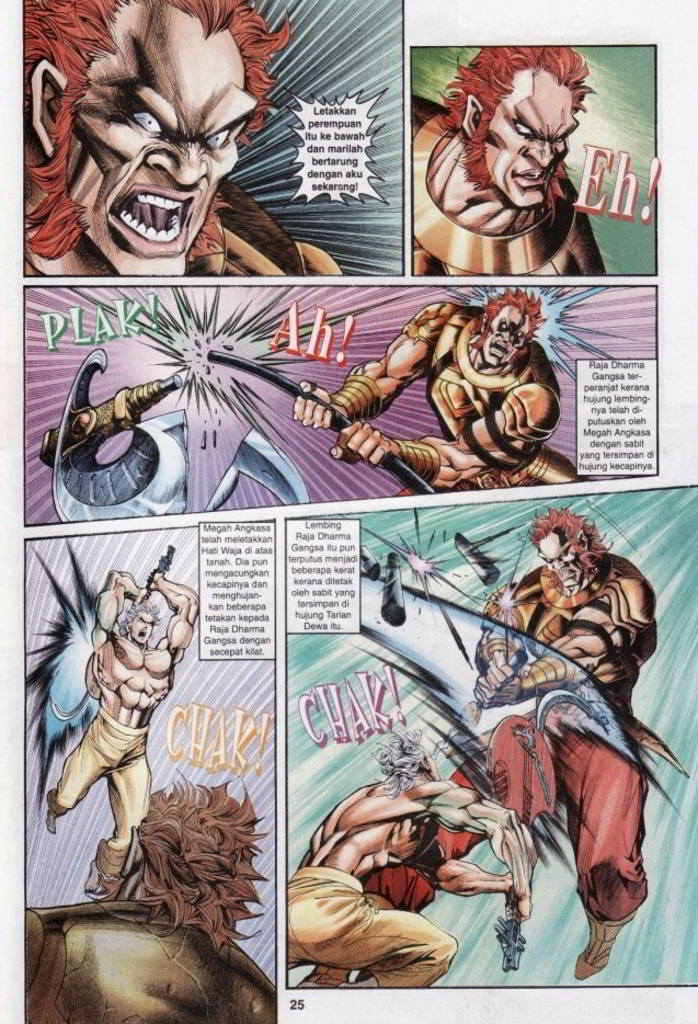 Letakkan
perempuan
itu ke bawah
dan marilah
bertarung
dengan aku
sekarang!
Eh!
PLAK!
Ah!
Raja Dharma
Gangsa ter-
peranjat kerana
hujung lembing-
nya telah di-
putuskan oleh
Megah Angkasa
dengan sabit
yang tersimpan di
hujung kecapinya.
Megah Angkasa
telah meletakkan
Hati Waja di atas
tanah. Dia pun
mengacungkan
kecapinya dan
menghujan-
kan beberapa
tetakan kepada
Raja Dharma
Gangsa dengan
secepat kilat.
CHAK!
Lembing
Raja Dharma
Gangsa itu pun
terputus menjadi
beberapa kerat
kerana ditetak
oleh sabit yang
tersimpan di
hujung Tarian
Dewa itu.
CHAK!
25